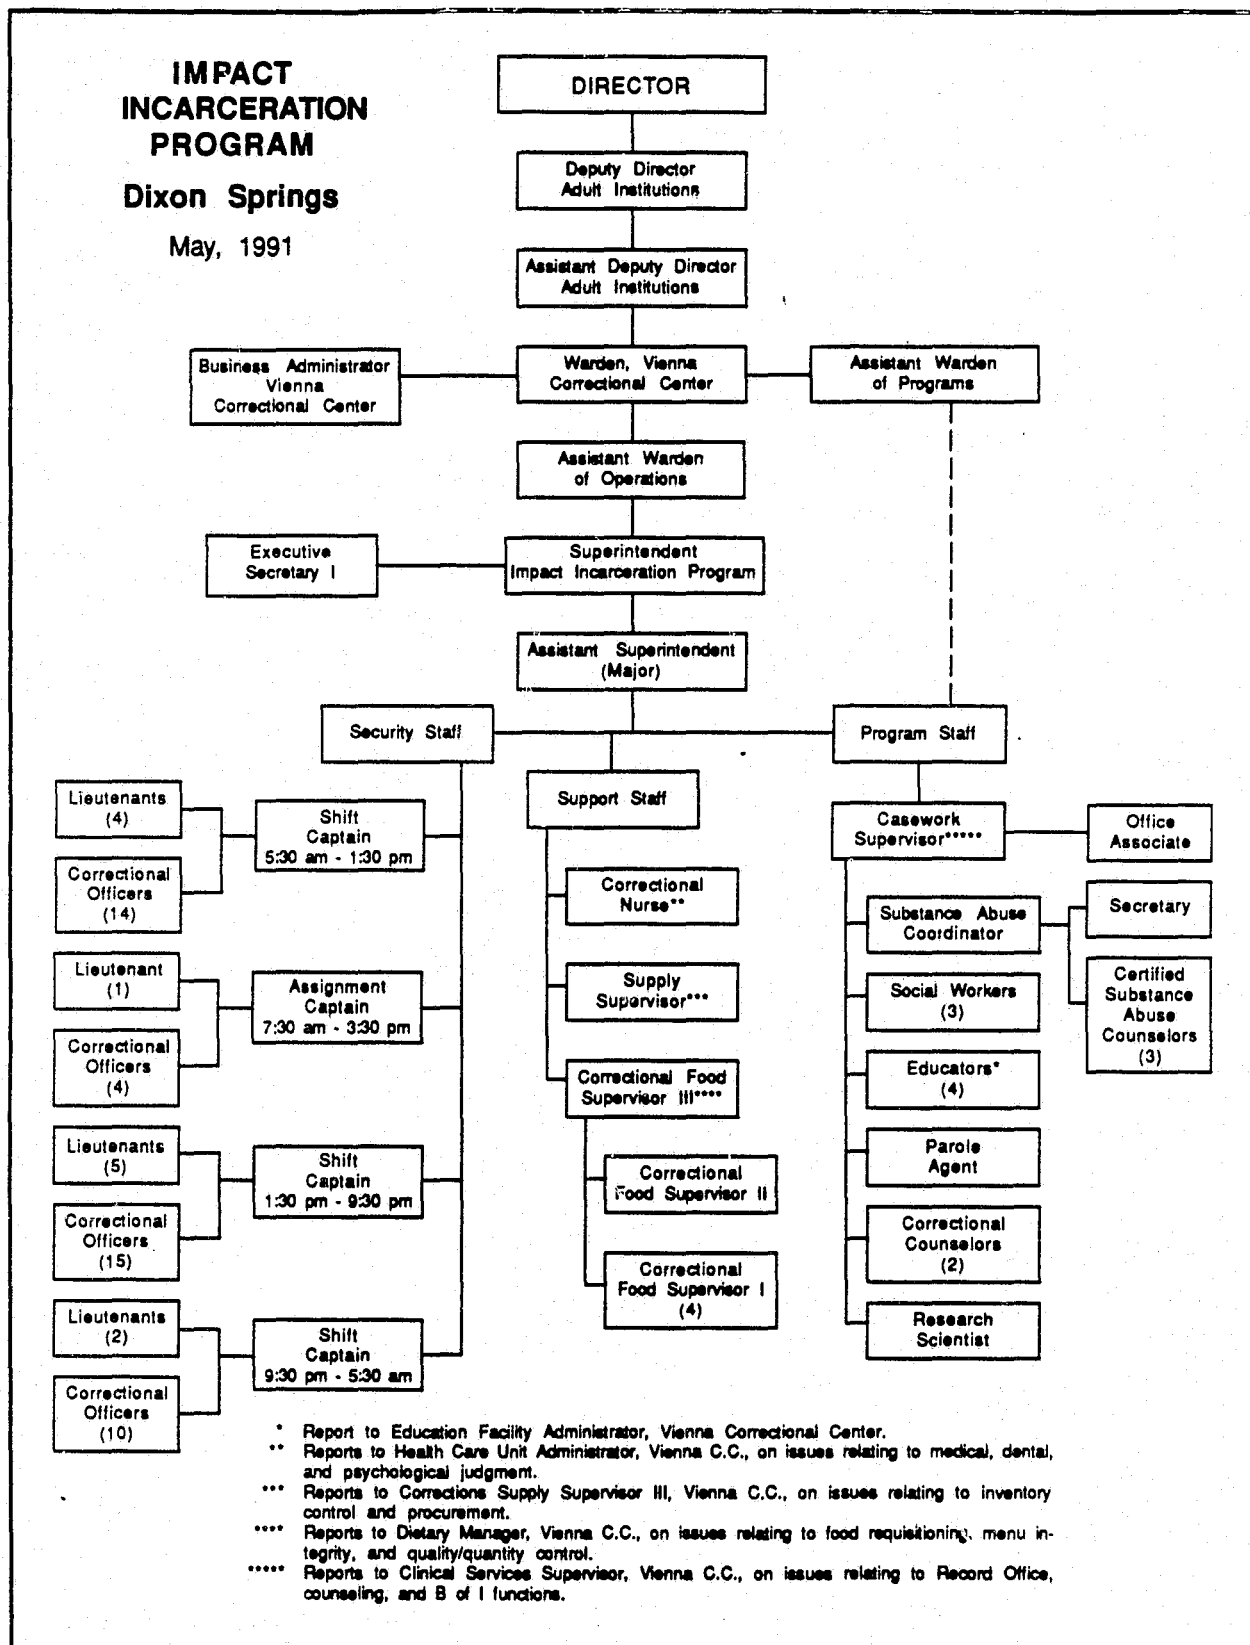 IMPACT
INCARCERATION
PROGRAM
Dixon Springs
May, 1991
DIRECTOR
Deputy Director
Adult Institutions
Assistant Deputy Director
Adult Institutions
Business Administrator
Vienna
Correctional Center
Warden, Vienna
Correctional Center
Assistant Warden
of Programs
Assistant Warden
of Operations
Executive
Secretary I
Superintendent
Impact Incarceration Program
Assistant Superintendent
(Major)
Security Staff
Support Staff
Program Staff
Lieutenants
(4)
Correctional
Officers
(14)
Shift
Captain
5:30 am - 1:30 pm
Lieutenant
(1)
Correctional
Officers
(4)
Assignment
Captain
7:30 am - 3:30 pm
Lieutenants
(5)
Correctional
Officers
(15)
Shift
Captain
1:30 pm - 9:30 pm
Lieutenants
(2)
Correctional
Officers
(10)
Shift
Captain
9:30 pm - 5:30 am
Correctional
Nurse**
Supply
Supervisor***
Correctional Food
Supervisor III****
Correctional
Food Supervisor II
Correctional
Food Supervisor I
(4)
Casework
Supervisor*****
Office
Associate
Substance Abuse
Coordinator
Secretary
Certified
Substance
Abuse
Counselors
(3)
Social Workers
(3)
Educators*
(4)
Parole
Agent
Correctional
Counselors
(2)
Research
Scientist
* Report to Education Facility Administrator, Vienna Correctional Center.
** Reports to Health Care Unit Administrator, Vienna C.C., on issues relating to medical, dental,
and psychological judgment.
*** Reports to Corrections Supply Supervisor III, Vienna C.C., on issues relating to inventory
control and procurement.
**** Reports to Dietary Manager, Vienna C.C., on issues relating to food requisitioning, menu in-
tegrity, and quality/quantity control.
***** Reports to Clinical Services Supervisor, Vienna C.C., on issues relating to Record Office,
counseling, and B of I functions.